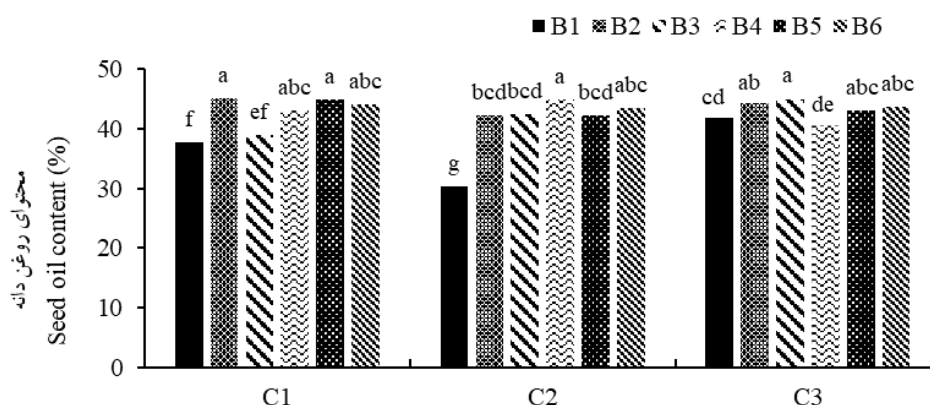 B1 B2 B3 B4 B5 B6
محتوای روغن دانه
Seed oil content (%)
50
40
30
20
10
0
f a ef abc a abc
g bcd bcd a bcd abc
cd ab a de abc abc
C1 C2 C3